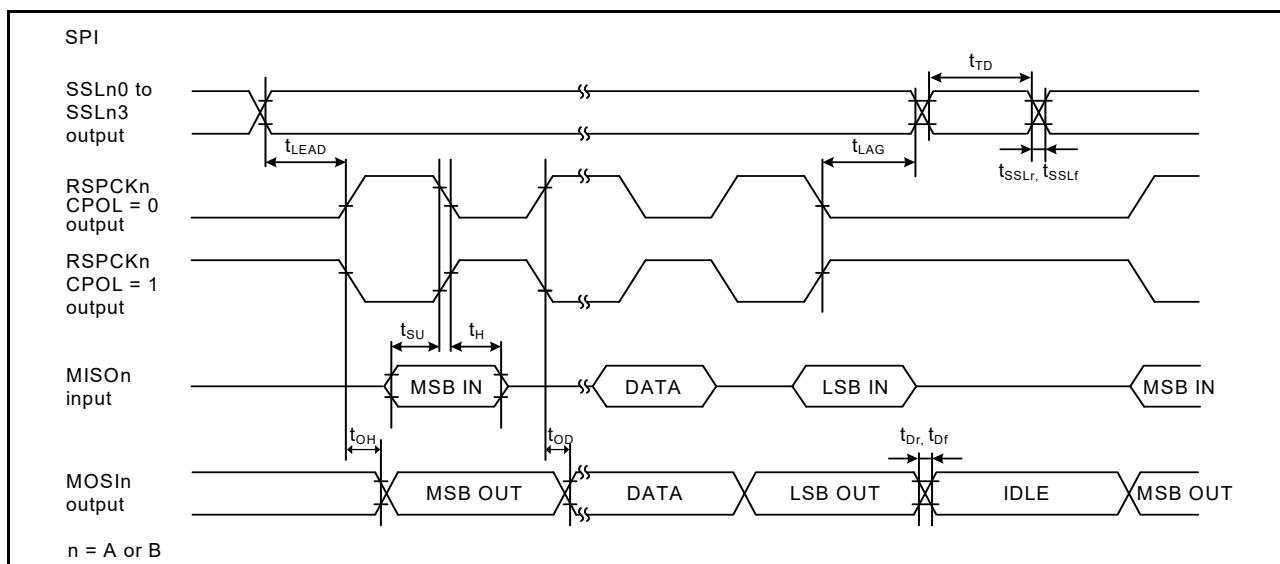 SPI
tTD
SSLn0 to
SSLn3
output
tLEAD
tLAG
tSSLr, tSSLf
RSPCKn
CPOL = 0
output
RSPCKn
CPOL = 1
output
tSU
tH
MISOn
input
MSB IN
DATA
LSB IN
MSB IN
tOH
tOD
tDr, tDf
MOSIn
output
MSB OUT
DATA
LSB OUT
IDLE
MSB OUT
n = A or B